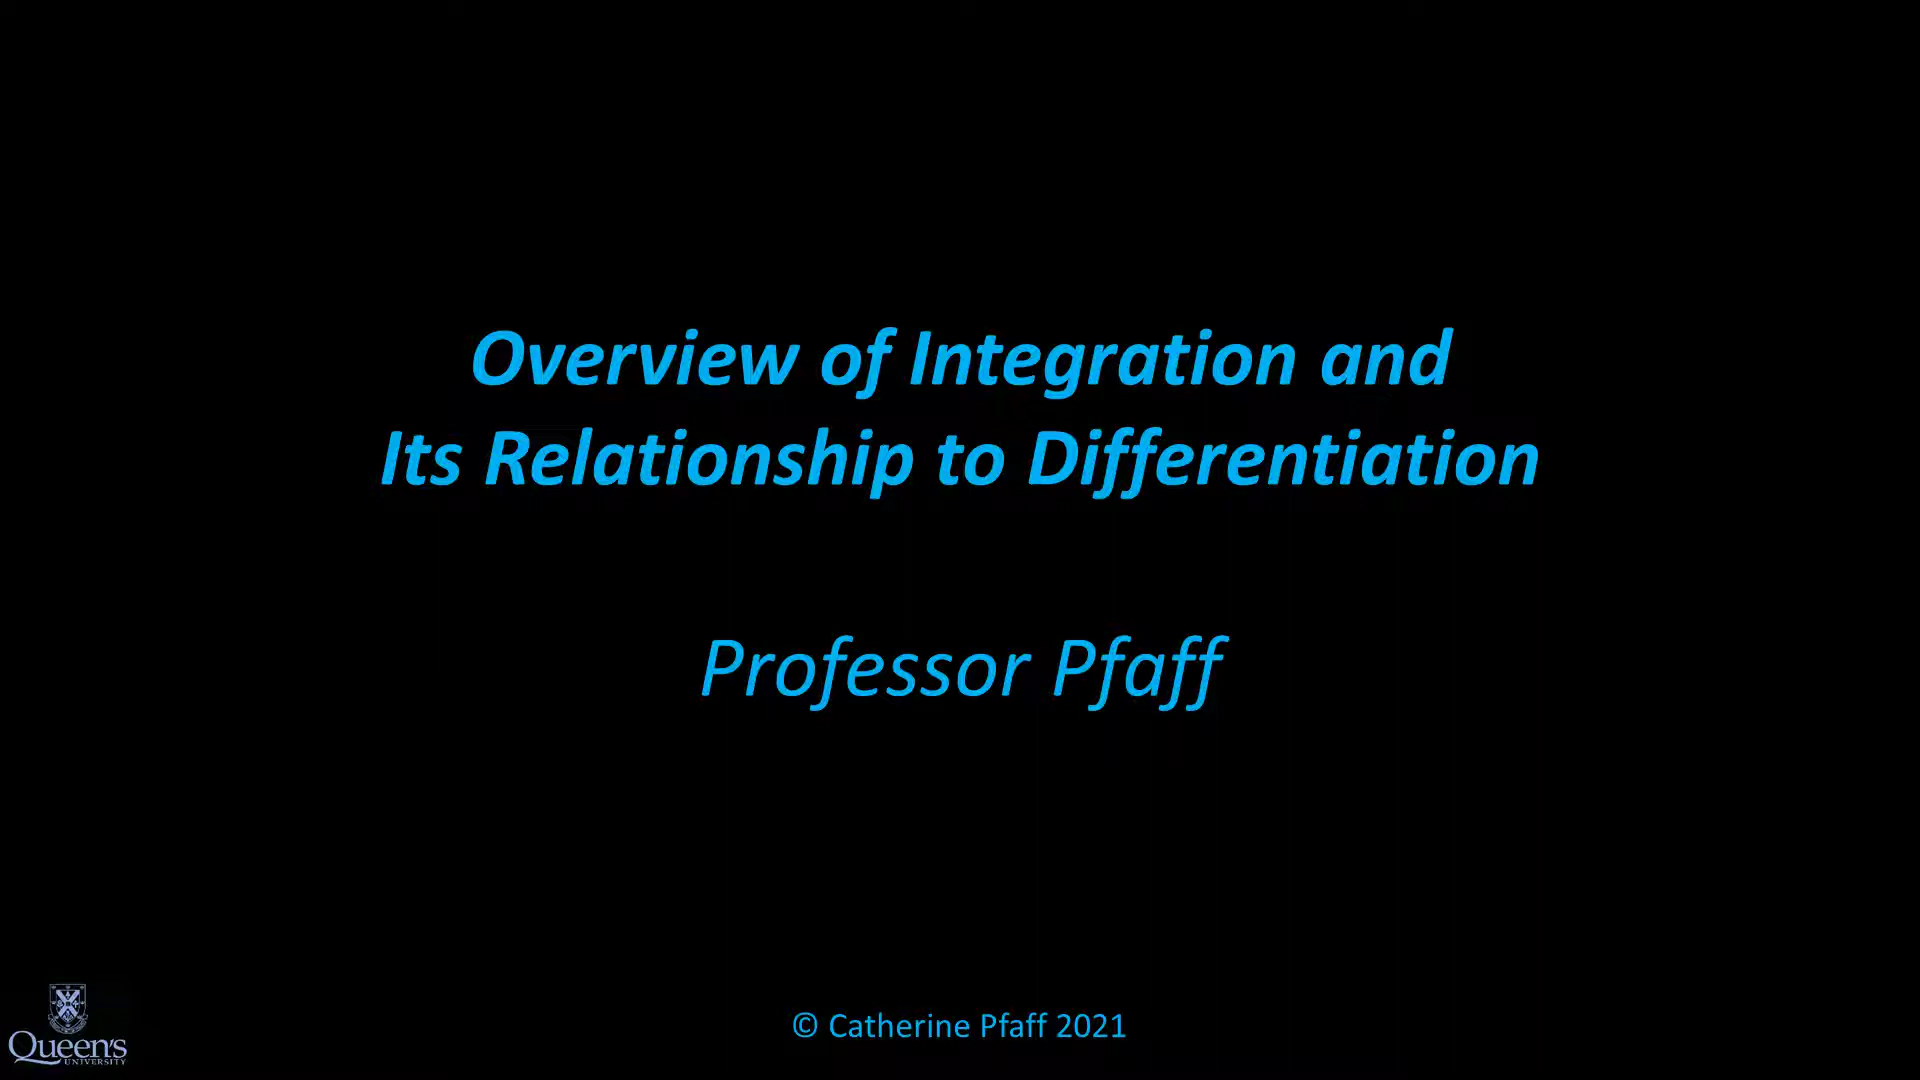 Overview of Integration and
Its Relationship to Differentiation
Professor Pfaff
© Catherine Pfaff 2021
Queen's
UNIVERSITY